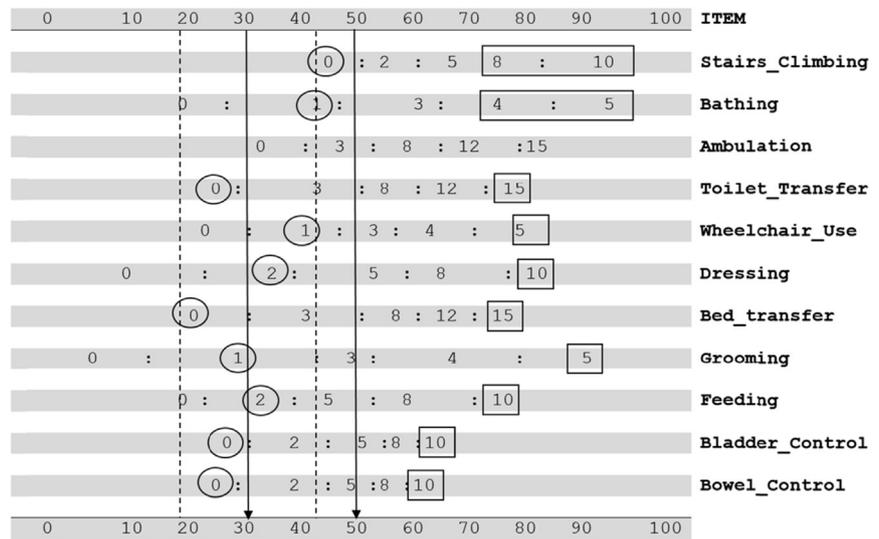 0 10 20 30 40 50 60 70 80 90 100 ITEM
0 : 2 : 5 8 : 10 Stairs_Climbing
0 : 1 : 3 : 4 : 5 Bathing
0 : 3 : 8 : 12 :15 Ambulation
0 : 3 : 8 : 12 : 15 Toilet_Transfer
0 : 1 : 3 : 4 : 5 Wheelchair_Use
0 : 2 : 5 : 8 : 10 Dressing
0 : 3 : 8 : 12 : 15 Bed_transfer
0 : 1 : 3 : 4 : 5 Grooming
0 : 2 : 5 : 8 : 10 Feeding
0 : 2 : 5 :8 :10 Bladder_Control
0 : 2 : 5 :8 :10 Bowel_Control
0 10 20 30 40 50 60 70 80 90 100